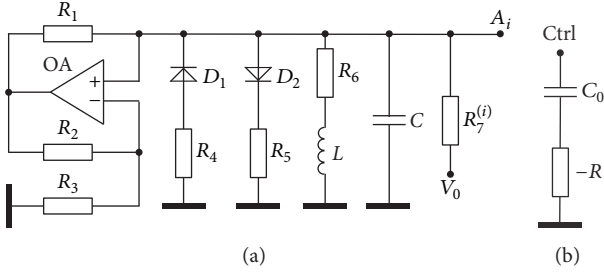 R₁
OA
+
−
R₂
R₃
D₁
R₄
D₂
R₅
R₆
L
C
R₇⁽ⁱ⁾
V₀
Aᵢ
(a)
Ctrl
C₀
−R
(b)